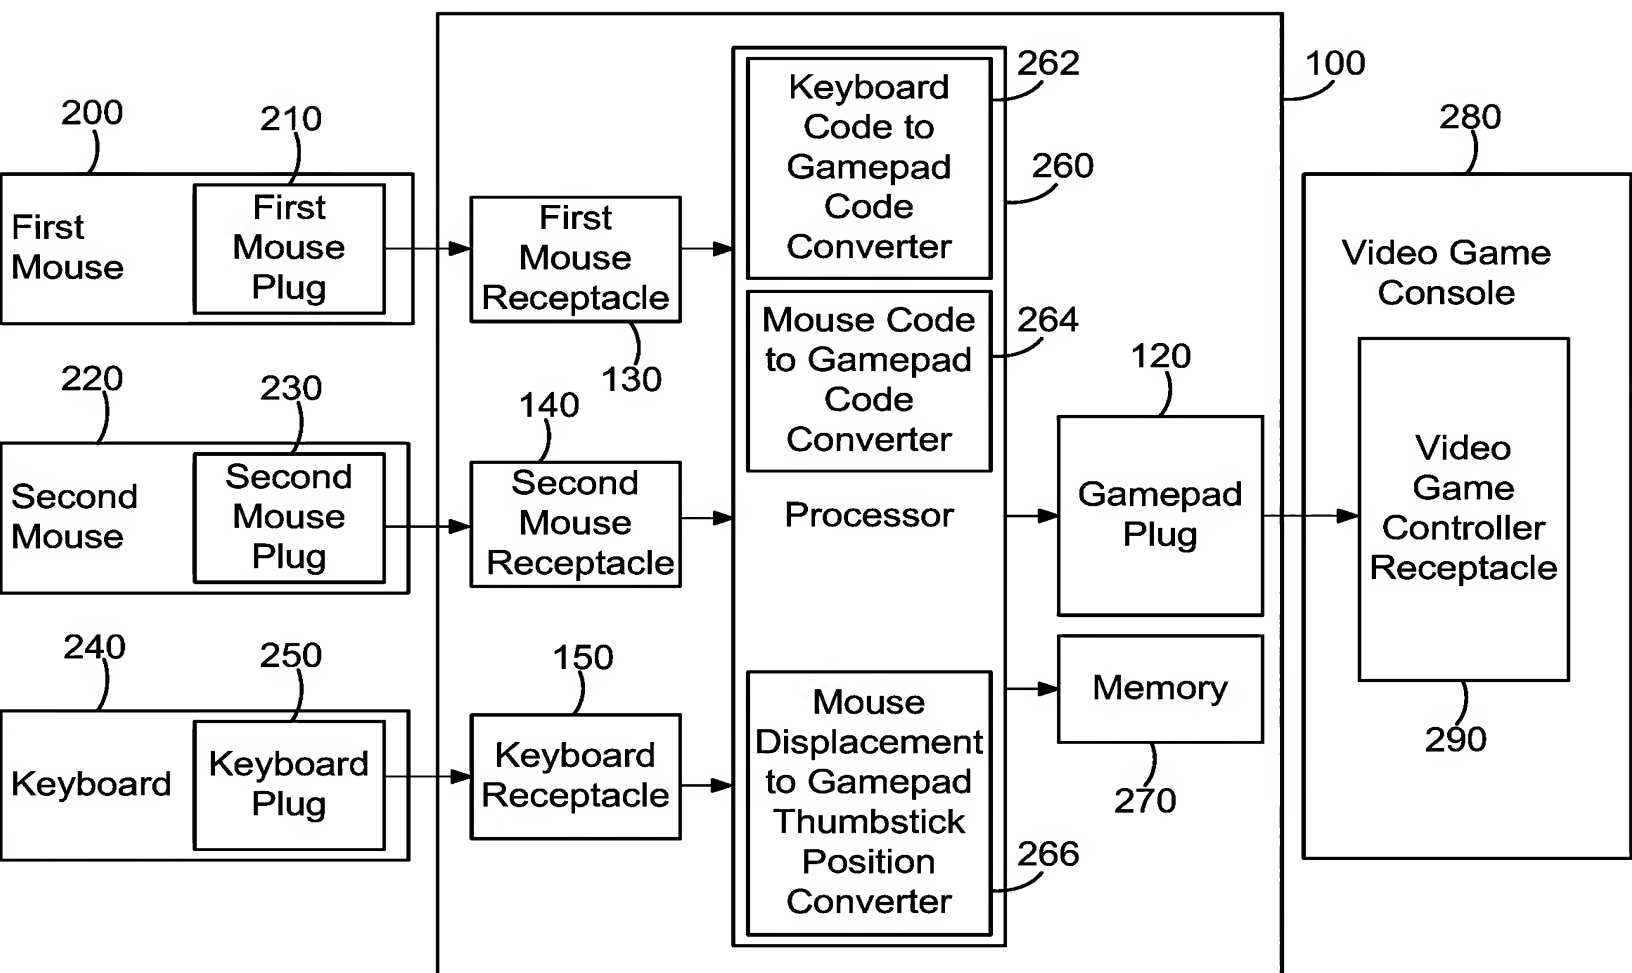 200
210
First
Mouse
First
Mouse
Plug
220
230
Second
Mouse
Second
Mouse
Plug
240
250
Keyboard
Keyboard
Plug
First
Mouse
Receptacle
130
140
Second
Mouse
Receptacle
150
Keyboard
Receptacle
262
Keyboard
Code to
Gamepad
Code
Converter
260
264
Mouse Code
to Gamepad
Code
Converter
Processor
Mouse
Displacement
to Gamepad
Thumbstick
Position
Converter
266
100
120
Gamepad
Plug
Memory
270
280
Video Game
Console
Video
Game
Controller
Receptacle
290